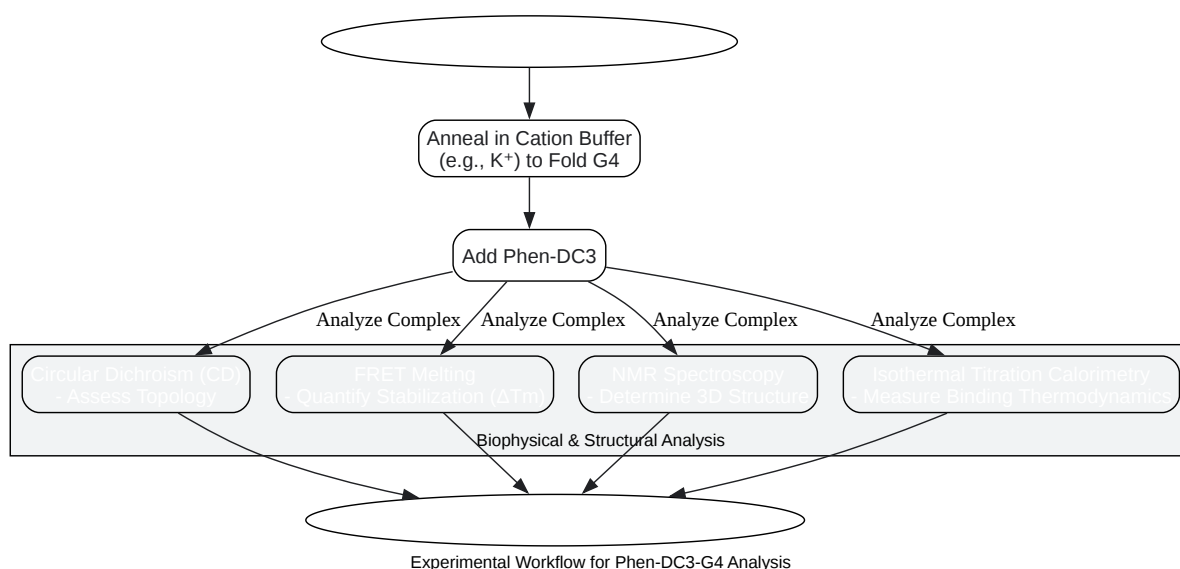 Anneal in Cation Buffer
(e.g., K⁺) to Fold G4
Add Phen-DC3
Analyze Complex
Analyze Complex
Analyze Complex
Analyze Complex
Circular Dichroism (CD)
- Assess Topology
FRET Melting
- Quantify Stabilization (ΔTm)
NMR Spectroscopy
- Determine 3D Structure
Isothermal Titration Calorimetry
- Measure Binding Thermodynamics
Biophysical & Structural Analysis
Experimental Workflow for Phen-DC3-G4 Analysis